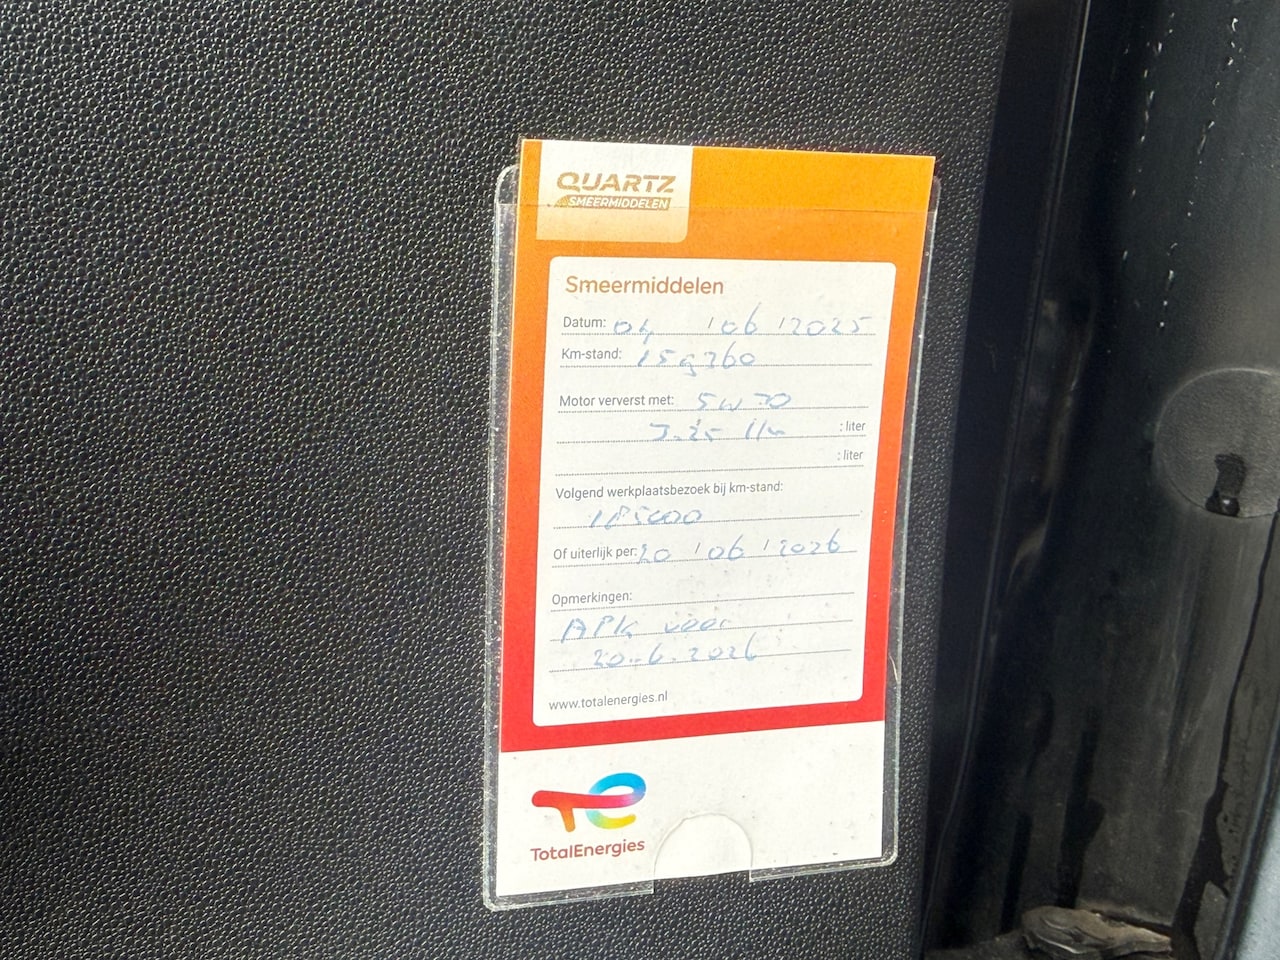 QUARTZ
SMEERMIDDELEN
Smeermiddelen
Datum: 04 / 06 / 2025
Km-stand: 159260
Motor ververst met: 5W30
: liter
: liter
Volgend werkplaatsbezoek bij km-stand:
185000
Of uiterlijk per: 20 / 06 / 2026
Opmerkingen:
APK voor
20-6-2026
www.totalenergies.nl
TotalEnergies